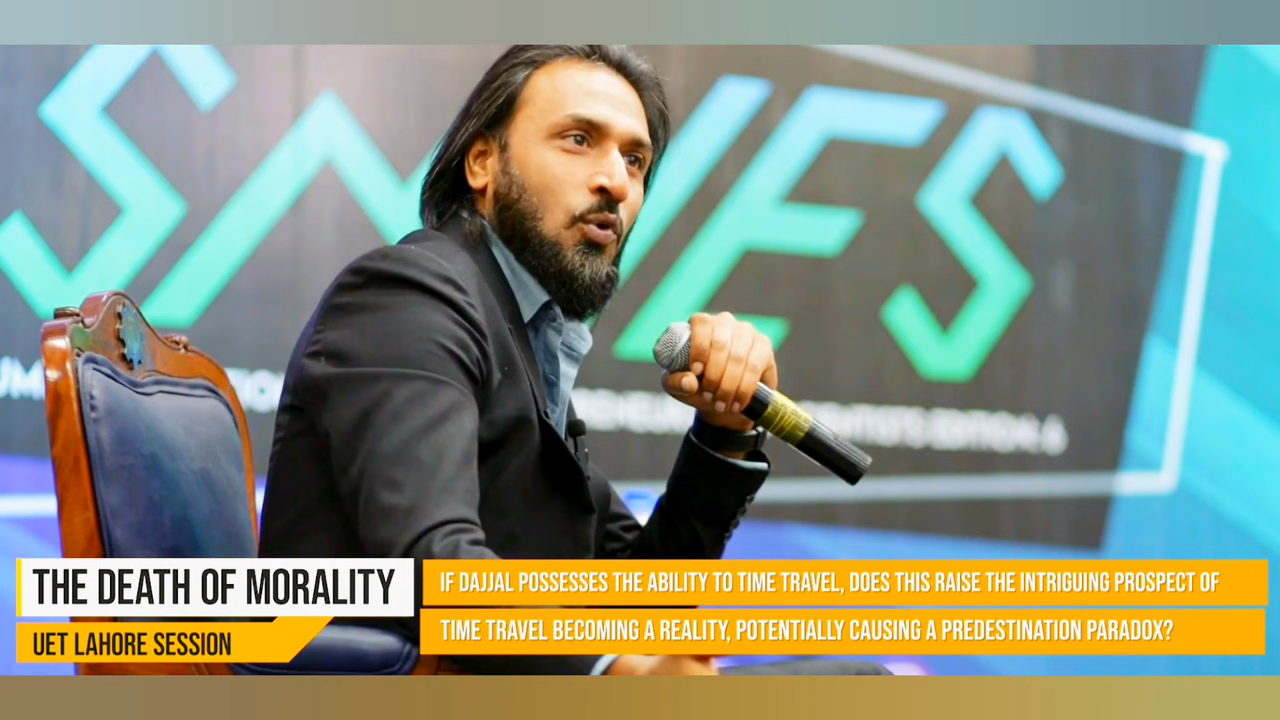 THE DEATH OF MORALITY
UET LAHORE SESSION
IF DAJJAL POSSESSES THE ABILITY TO TIME TRAVEL, DOES THIS RAISE THE INTRIGUING PROSPECT OF
TIME TRAVEL BECOMING A REALITY, POTENTIALLY CAUSING A PREDESTINATION PARADOX?